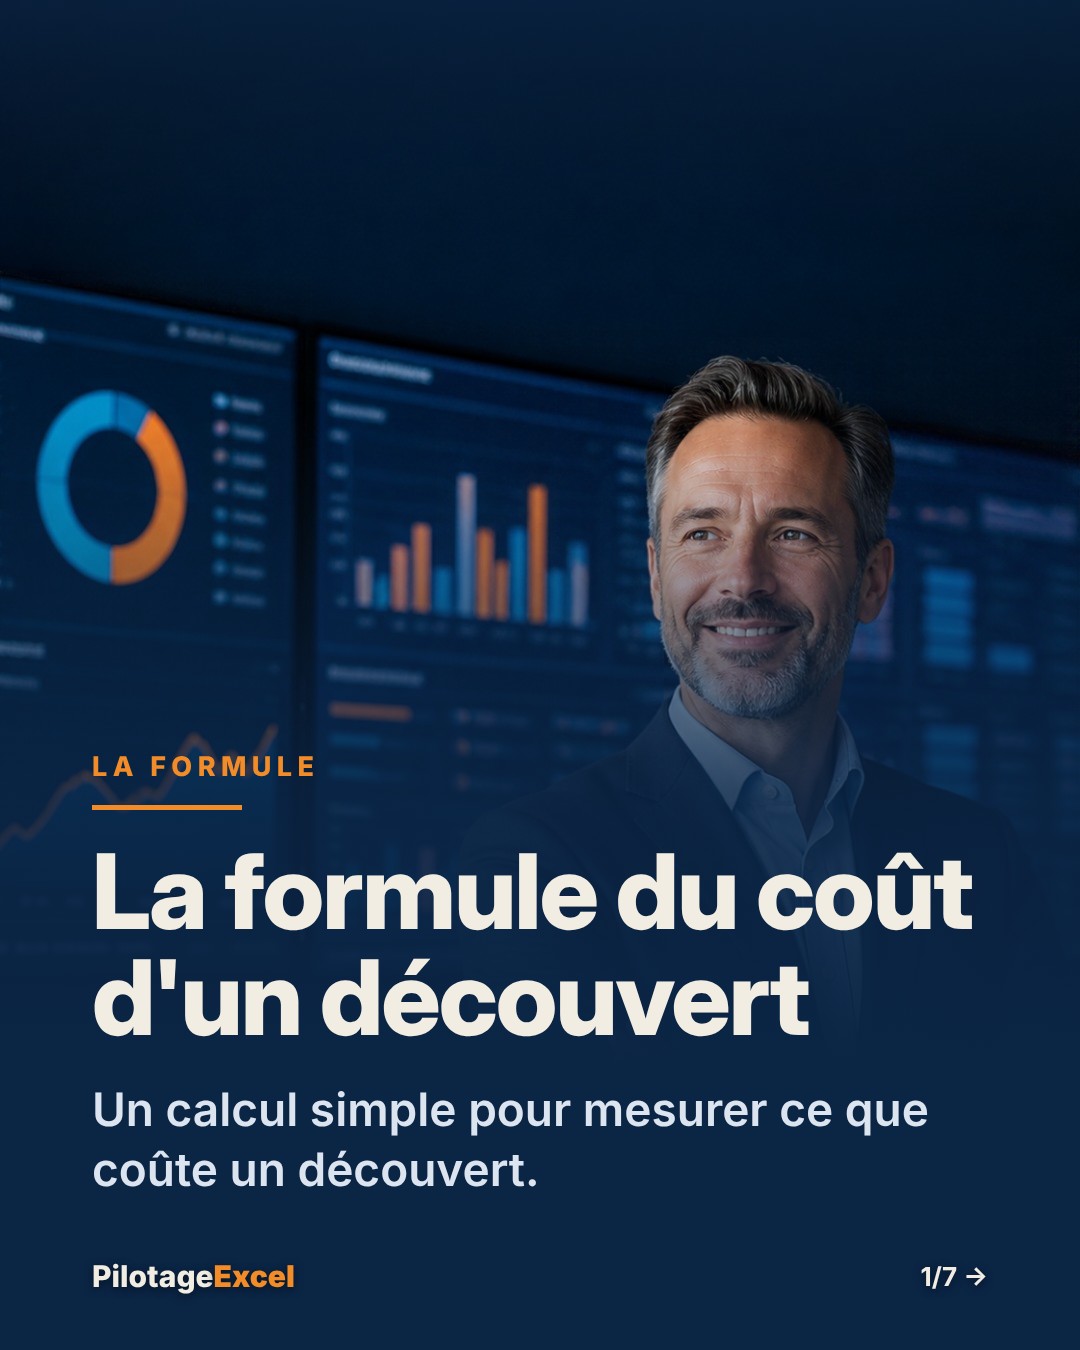 LA FORMULE
La formule du coût
d'un découvert
Un calcul simple pour mesurer ce que
coûte un découvert.
PilotageExcel
1/7 →